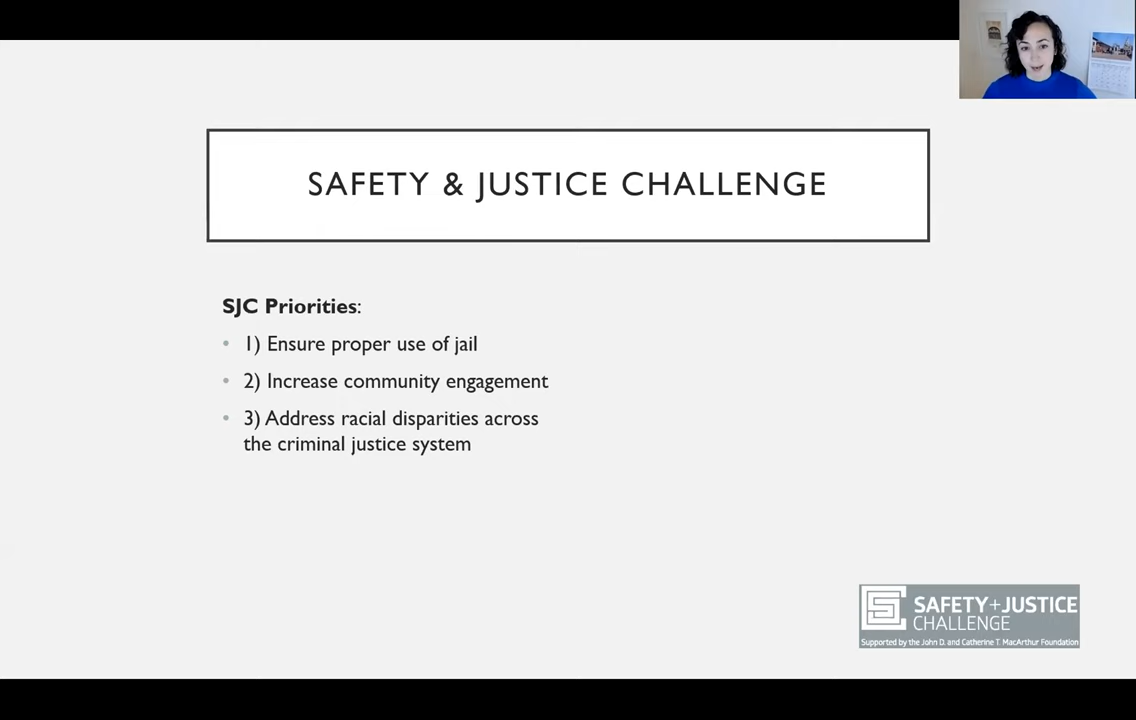 SAFETY & JUSTICE CHALLENGE
SJC Priorities:
• 1) Ensure proper use of jail
• 2) Increase community engagement
• 3) Address racial disparities across
the criminal justice system
SAFETY+JUSTICE
CHALLENGE
Supported by the John D. and Catherine T. MacArthur Foundation